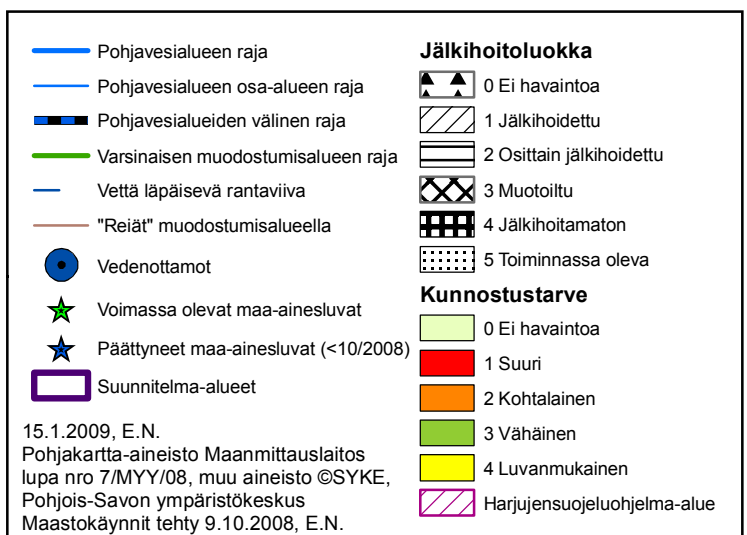 Pohjavesialueen raja
Pohjavesialueen osa-alueen raja
Pohjavesialueiden välinen raja
Varsinaisen muodostumisalueen raja
Vettä läpäisevä rantaviiva
"Reiät" muodostumisalueella
Vedenottamot
Voimassa olevat maa-ainesluvat
Päättyneet maa-ainesluvat (<10/2008)
Suunnitelma-alueet
15.1.2009, E.N.
Pohjakartta-aineisto Maanmittauslaitos
lupa nro 7/MYY/08, muu aineisto ©SYKE,
Pohjois-Savon ympäristökeskus
Maastokäynnit tehty 9.10.2008, E.N.
Jälkihoitoluokka
0 Ei havaintoa
1 Jälkihoidettu
2 Osittain jälkihoidettu
3 Muotoiltu
4 Jälkihoitamaton
5 Toiminnassa oleva
Kunnostustarve
0 Ei havaintoa
1 Suuri
2 Kohtalainen
3 Vähäinen
4 Luvanmukainen
Harjujensuojeluohjelma-alue